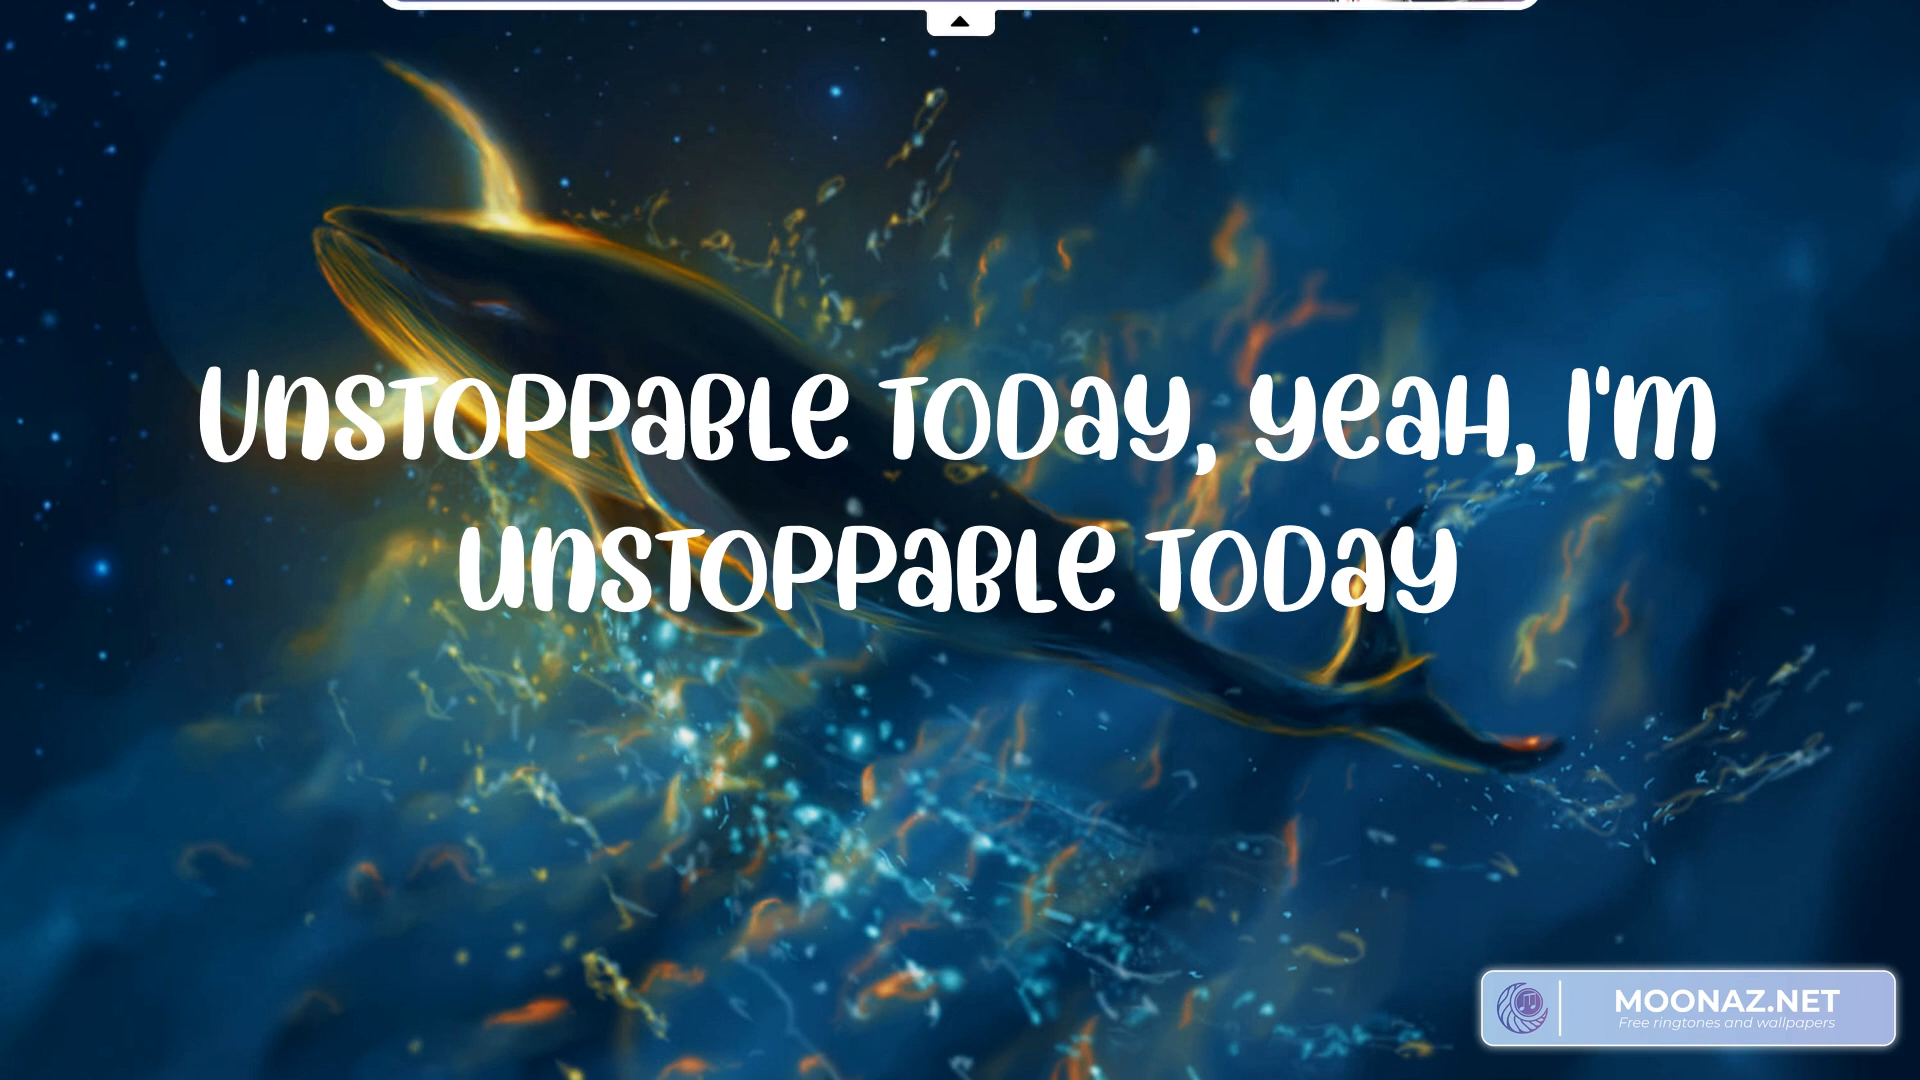 Unstoppable today, yeah, I'm
unstoppable today
MOONAZ.NET
Free ringtones and wallpapers